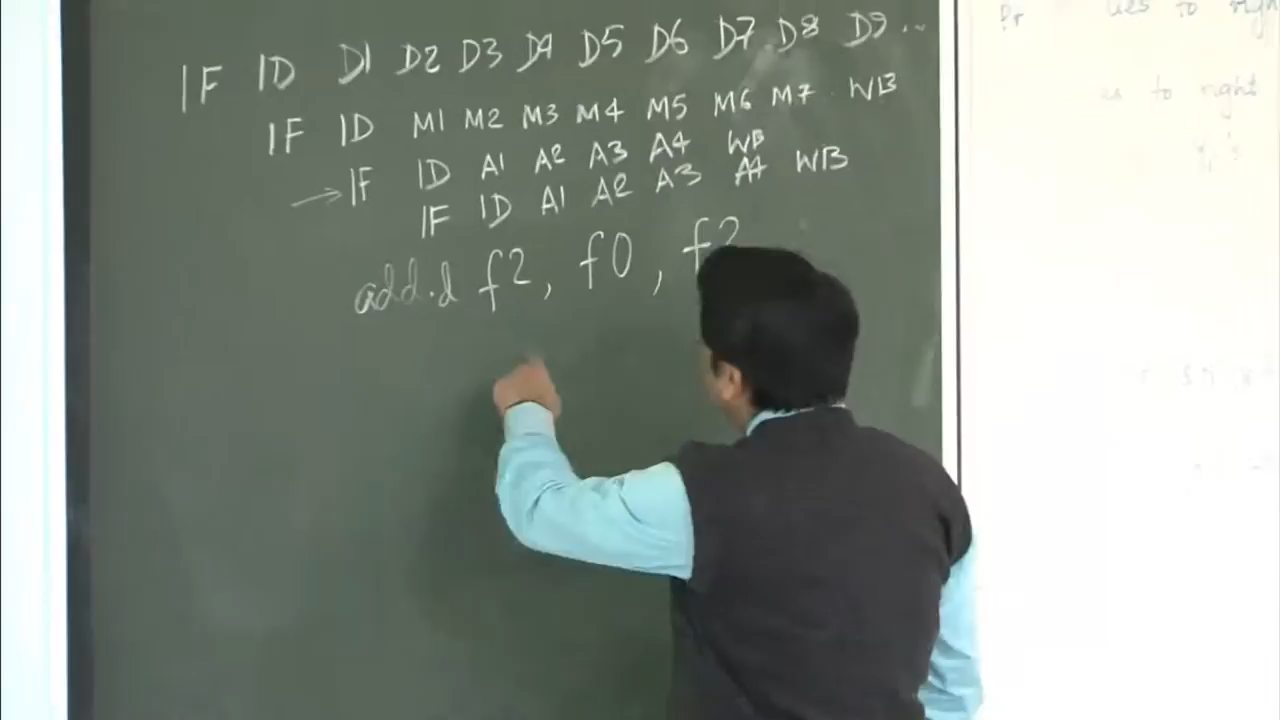 IF ID D1 D2 D3 D4 D5 D6 D7 D8 D9 ...
IF ID M1 M2 M3 M4 M5 M6 M7 WB
→ IF ID A1 A2 A3 A4 WB
IF ID A1 A2 A3 A4 WB
add.d f2, f0, f2
to right
to right